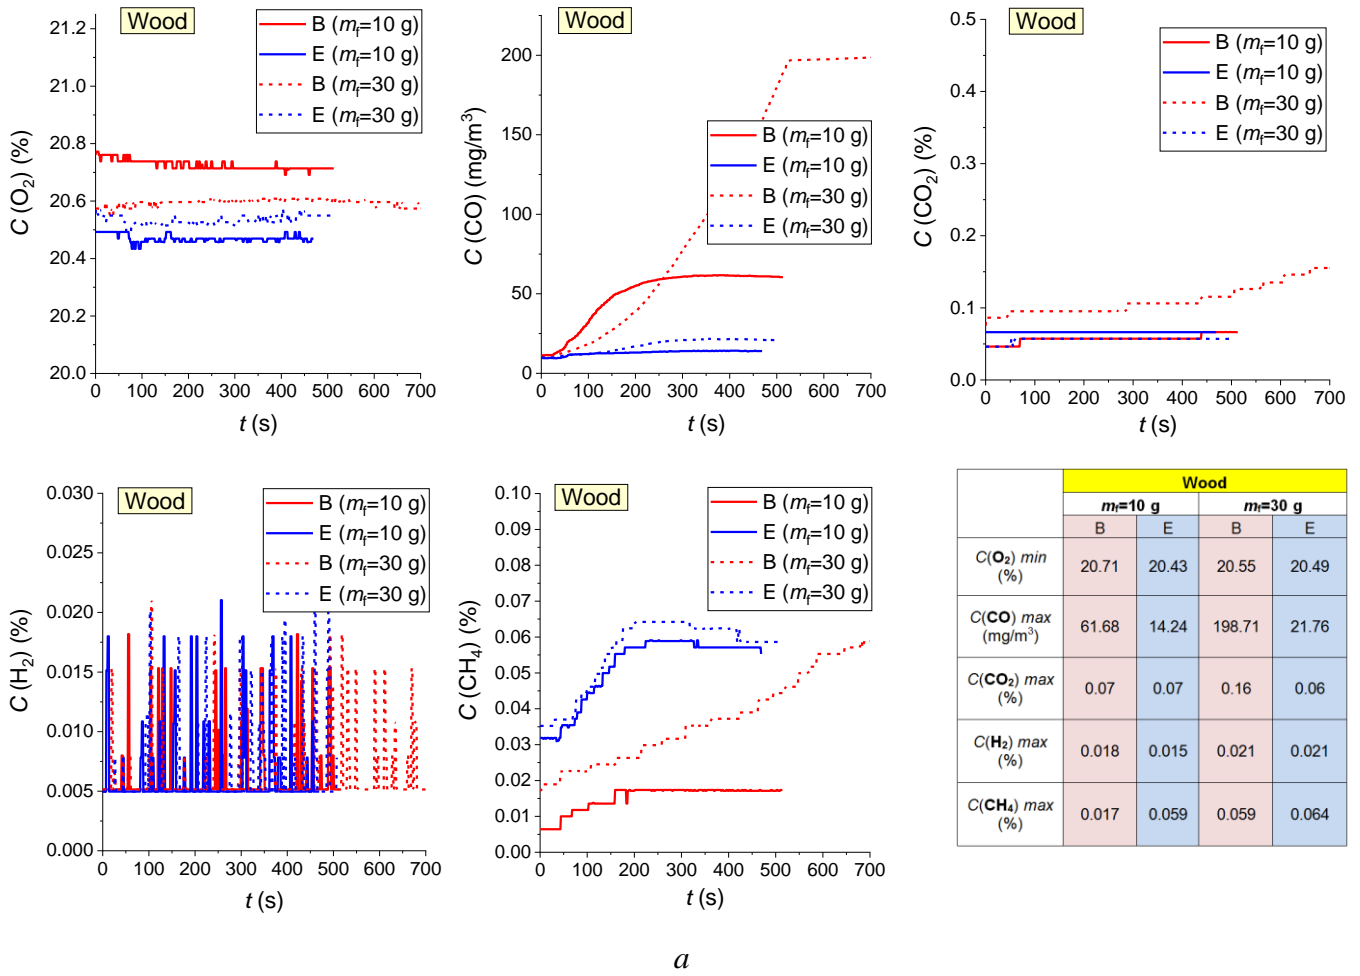 Wood
B (mf=10 g)
E (mf=10 g)
B (mf=30 g)
E (mf=30 g)
C (O2) (%)
21.2
21.0
20.8
20.6
20.4
20.2
20.0
0 100 200 300 400 500 600 700
t (s)
Wood
B (mf=10 g)
E (mf=10 g)
B (mf=30 g)
E (mf=30 g)
C (CO) (mg/m3)
200
150
100
50
0
0 100 200 300 400 500 600 700
t (s)
Wood
B (mf=10 g)
E (mf=10 g)
B (mf=30 g)
E (mf=30 g)
C (CO2) (%)
0.5
0.4
0.3
0.2
0.1
0.0
0 100 200 300 400 500 600 700
t (s)
Wood
B (mf=10 g)
E (mf=10 g)
B (mf=30 g)
E (mf=30 g)
C (H2) (%)
0.030
0.025
0.020
0.015
0.010
0.005
0.000
0 100 200 300 400 500 600 700
t (s)
Wood
B (mf=10 g)
E (mf=10 g)
B (mf=30 g)
E (mf=30 g)
C (CH4) (%)
0.10
0.09
0.08
0.07
0.06
0.05
0.04
0.03
0.02
0.01
0.00
0 100 200 300 400 500 600 700
t (s)
Wood
mf=10 g mf=30 g
B E B E
C(O2) min (%) 20.71 20.43 20.55 20.49
C(CO) max (mg/m3) 61.68 14.24 198.71 21.76
C(CO2) max (%) 0.07 0.07 0.16 0.06
C(H2) max (%) 0.018 0.015 0.021 0.021
C(CH4) max (%) 0.017 0.059 0.059 0.064
a